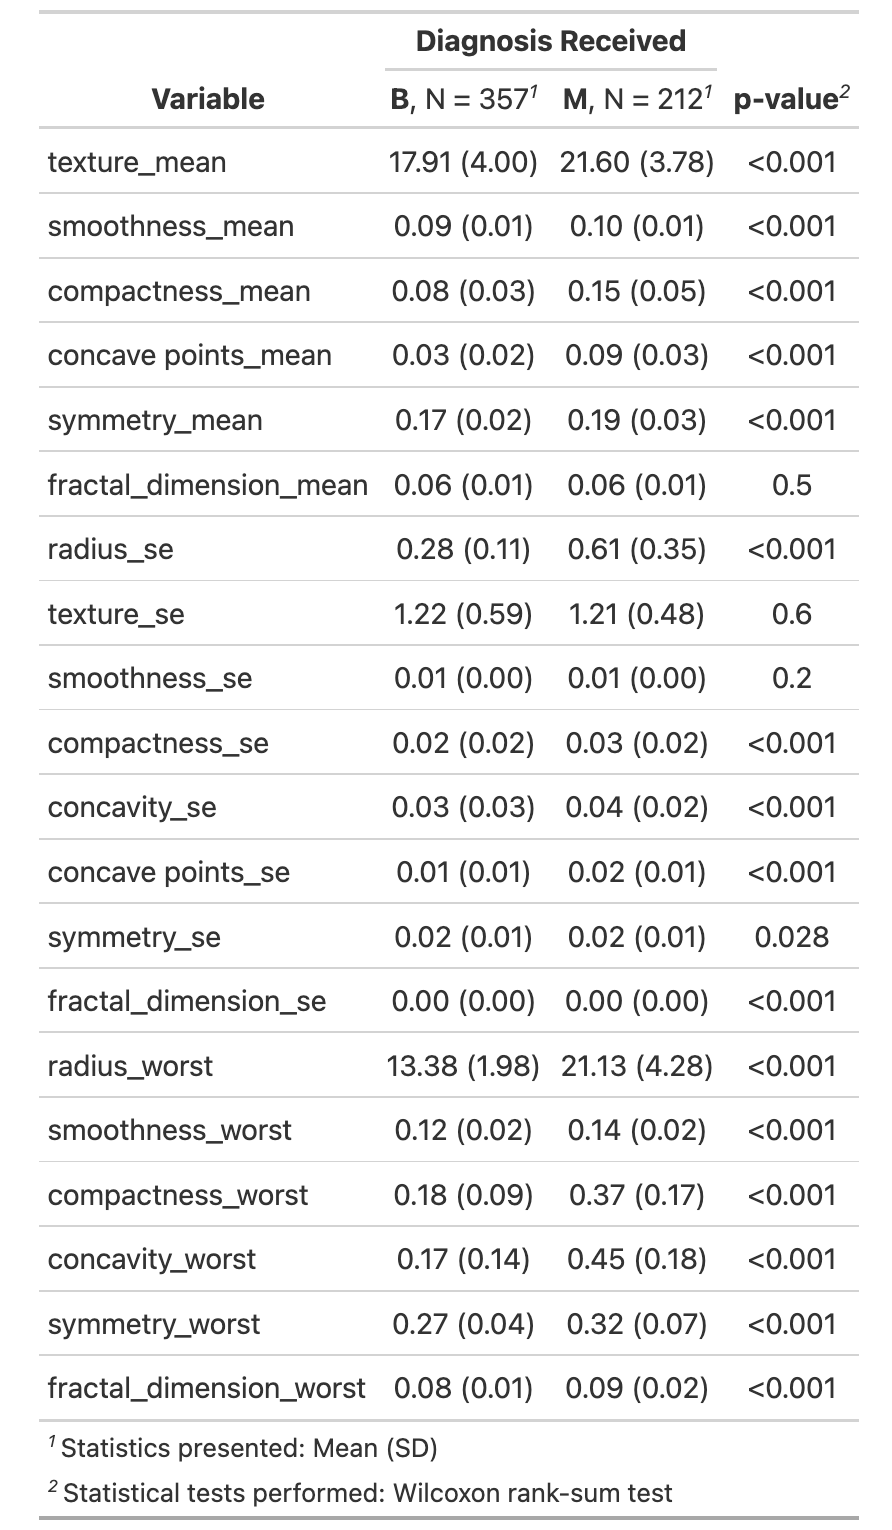 Diagnosis Received
Variable B, N = 357¹ M, N = 212¹ p-value²
texture_mean 17.91 (4.00) 21.60 (3.78) <0.001
smoothness_mean 0.09 (0.01) 0.10 (0.01) <0.001
compactness_mean 0.08 (0.03) 0.15 (0.05) <0.001
concave points_mean 0.03 (0.02) 0.09 (0.03) <0.001
symmetry_mean 0.17 (0.02) 0.19 (0.03) <0.001
fractal_dimension_mean 0.06 (0.01) 0.06 (0.01) 0.5
radius_se 0.28 (0.11) 0.61 (0.35) <0.001
texture_se 1.22 (0.59) 1.21 (0.48) 0.6
smoothness_se 0.01 (0.00) 0.01 (0.00) 0.2
compactness_se 0.02 (0.02) 0.03 (0.02) <0.001
concavity_se 0.03 (0.03) 0.04 (0.02) <0.001
concave points_se 0.01 (0.01) 0.02 (0.01) <0.001
symmetry_se 0.02 (0.01) 0.02 (0.01) 0.028
fractal_dimension_se 0.00 (0.00) 0.00 (0.00) <0.001
radius_worst 13.38 (1.98) 21.13 (4.28) <0.001
smoothness_worst 0.12 (0.02) 0.14 (0.02) <0.001
compactness_worst 0.18 (0.09) 0.37 (0.17) <0.001
concavity_worst 0.17 (0.14) 0.45 (0.18) <0.001
symmetry_worst 0.27 (0.04) 0.32 (0.07) <0.001
fractal_dimension_worst 0.08 (0.01) 0.09 (0.02) <0.001
¹ Statistics presented: Mean (SD)
² Statistical tests performed: Wilcoxon rank-sum test